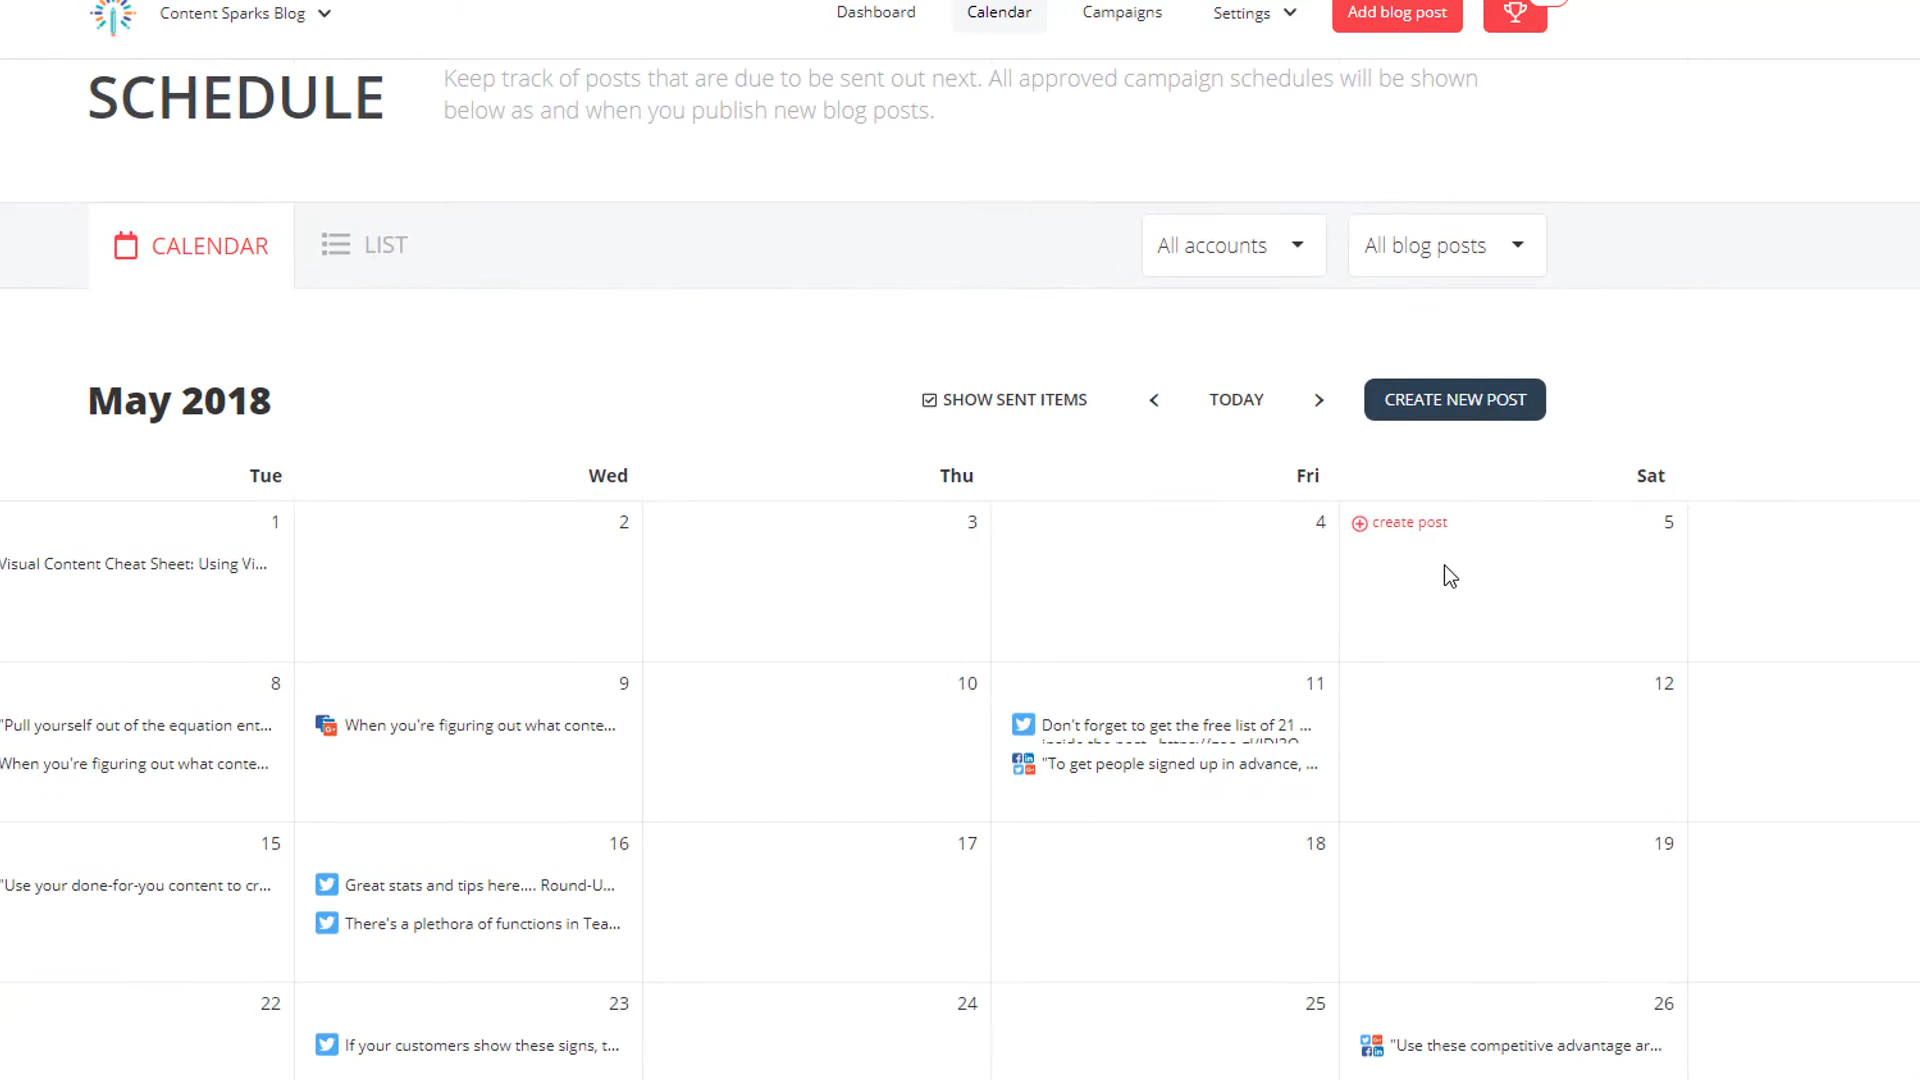 Content Sparks Blog
Dashboard
Calendar
Campaigns
Settings
Add blog post
SCHEDULE
Keep track of posts that are due to be sent out next. All approved campaign schedules will be shown
below as and when you publish new blog posts.
CALENDAR
LIST
All accounts
All blog posts
May 2018
SHOW SENT ITEMS
TODAY
CREATE NEW POST
Tue
Wed
Thu
Fri
Sat
1
2
3
4
create post
5
Visual Content Cheat Sheet: Using Vi...
8
9
10
11
12
"Pull yourself out of the equation ent...
When you're figuring out what conte...
Don't forget to get the free list of 21 ...
When you're figuring out what conte...
"To get people signed up in advance, ...
15
16
17
18
19
"Use your done-for-you content to cr...
Great stats and tips here.... Round-U...
There's a plethora of functions in Tea...
22
23
24
25
26
If your customers show these signs, t...
"Use these competitive advantage ar...